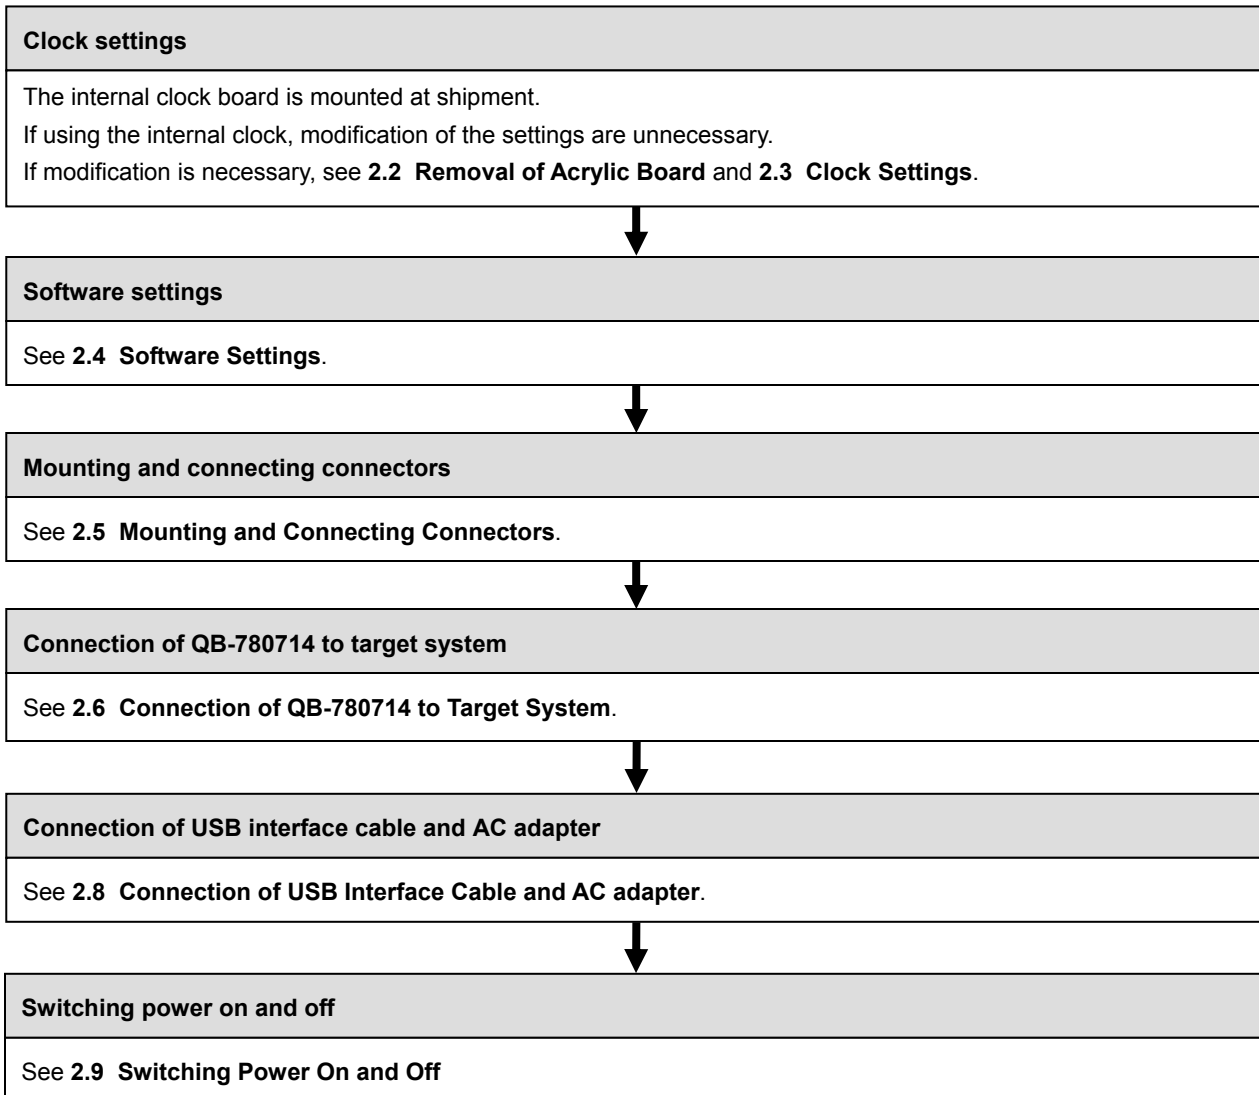 Clock settings
The internal clock board is mounted at shipment.
If using the internal clock, modification of the settings are unnecessary.
If modification is necessary, see 2.2 Removal of Acrylic Board and 2.3 Clock Settings.
Software settings
See 2.4 Software Settings.
Mounting and connecting connectors
See 2.5 Mounting and Connecting Connectors.
Connection of QB-780714 to target system
See 2.6 Connection of QB-780714 to Target System.
Connection of USB interface cable and AC adapter
See 2.8 Connection of USB Interface Cable and AC adapter.
Switching power on and off
See 2.9 Switching Power On and Off